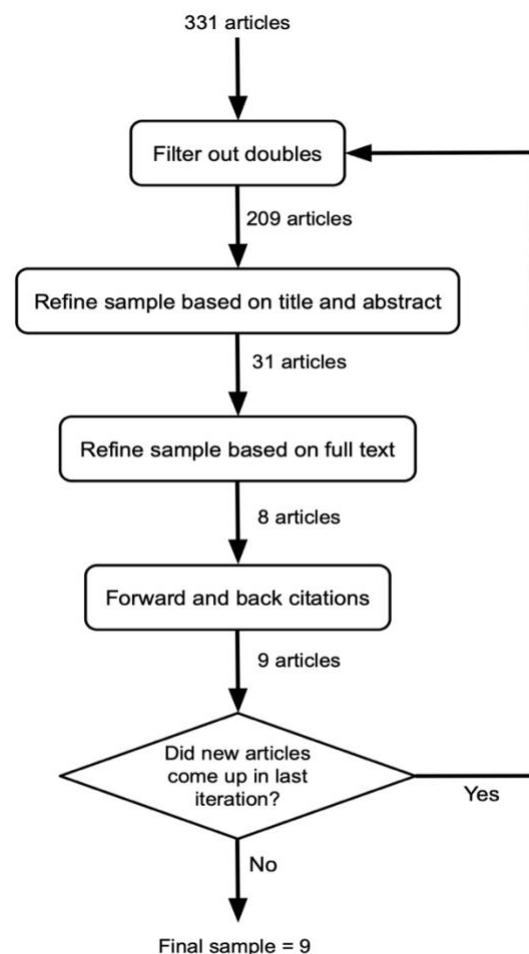 331 articles
Filter out doubles
209 articles
Refine sample based on title and abstract
31 articles
Refine sample based on full text
8 articles
Forward and back citations
9 articles
Did new articles
come up in last
iteration?
Yes
No
Final sample = 9